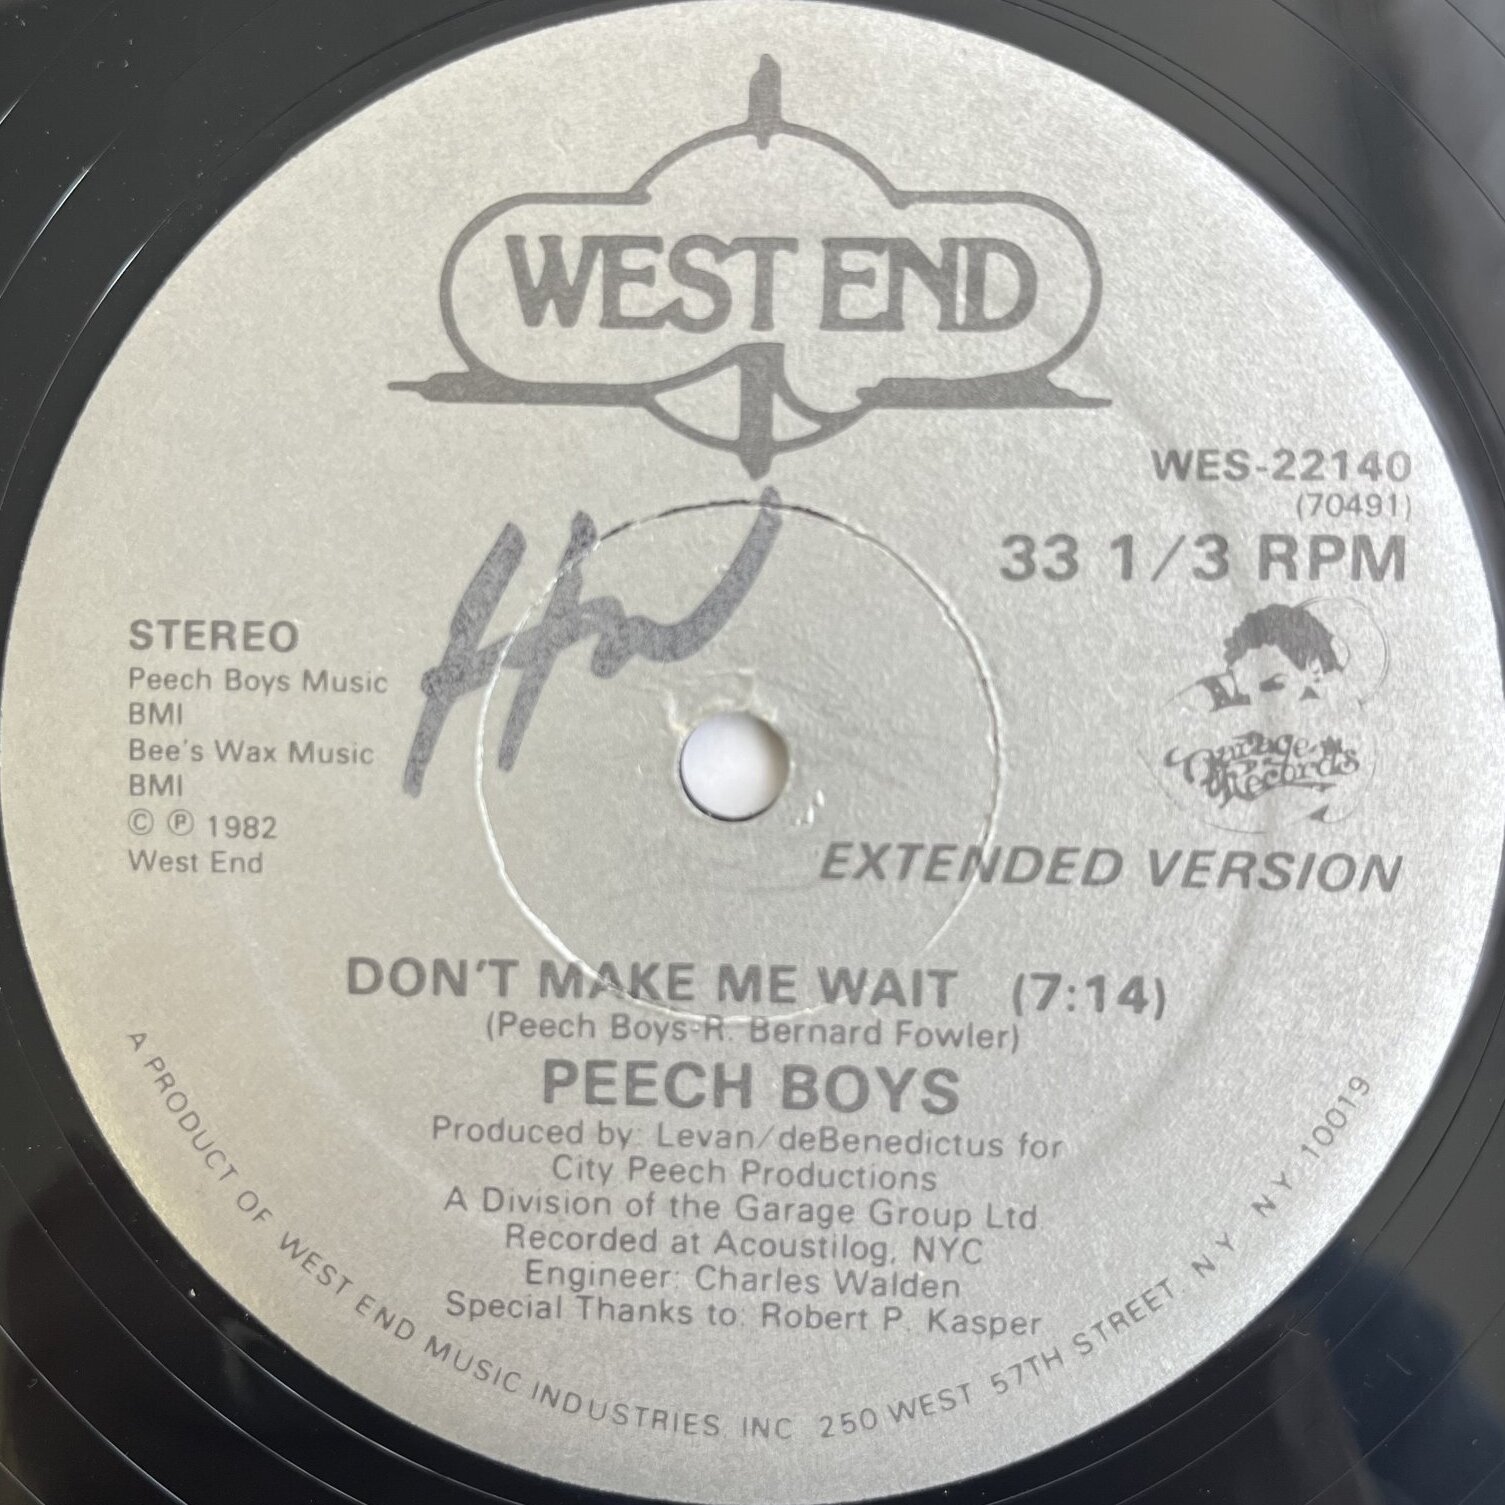 WEST END
WES-22140
(70491)
33 1/3 RPM
STEREO
Peech Boys Music
BMI
Bee's Wax Music
BMI
© ℗ 1982
West End
Garage
Records
EXTENDED VERSION
DON'T MAKE ME WAIT (7:14)
(Peech Boys-R. Bernard Fowler)
PEECH BOYS
Produced by: Levan/deBenedictus for
City Peech Productions
A Division of the Garage Group Ltd.
Recorded at Acoustilog, NYC
Engineer: Charles Walden
Special Thanks to: Robert P. Kasper
A PRODUCT OF WEST END MUSIC INDUSTRIES, INC 250 WEST 57TH STREET N Y NY 10019